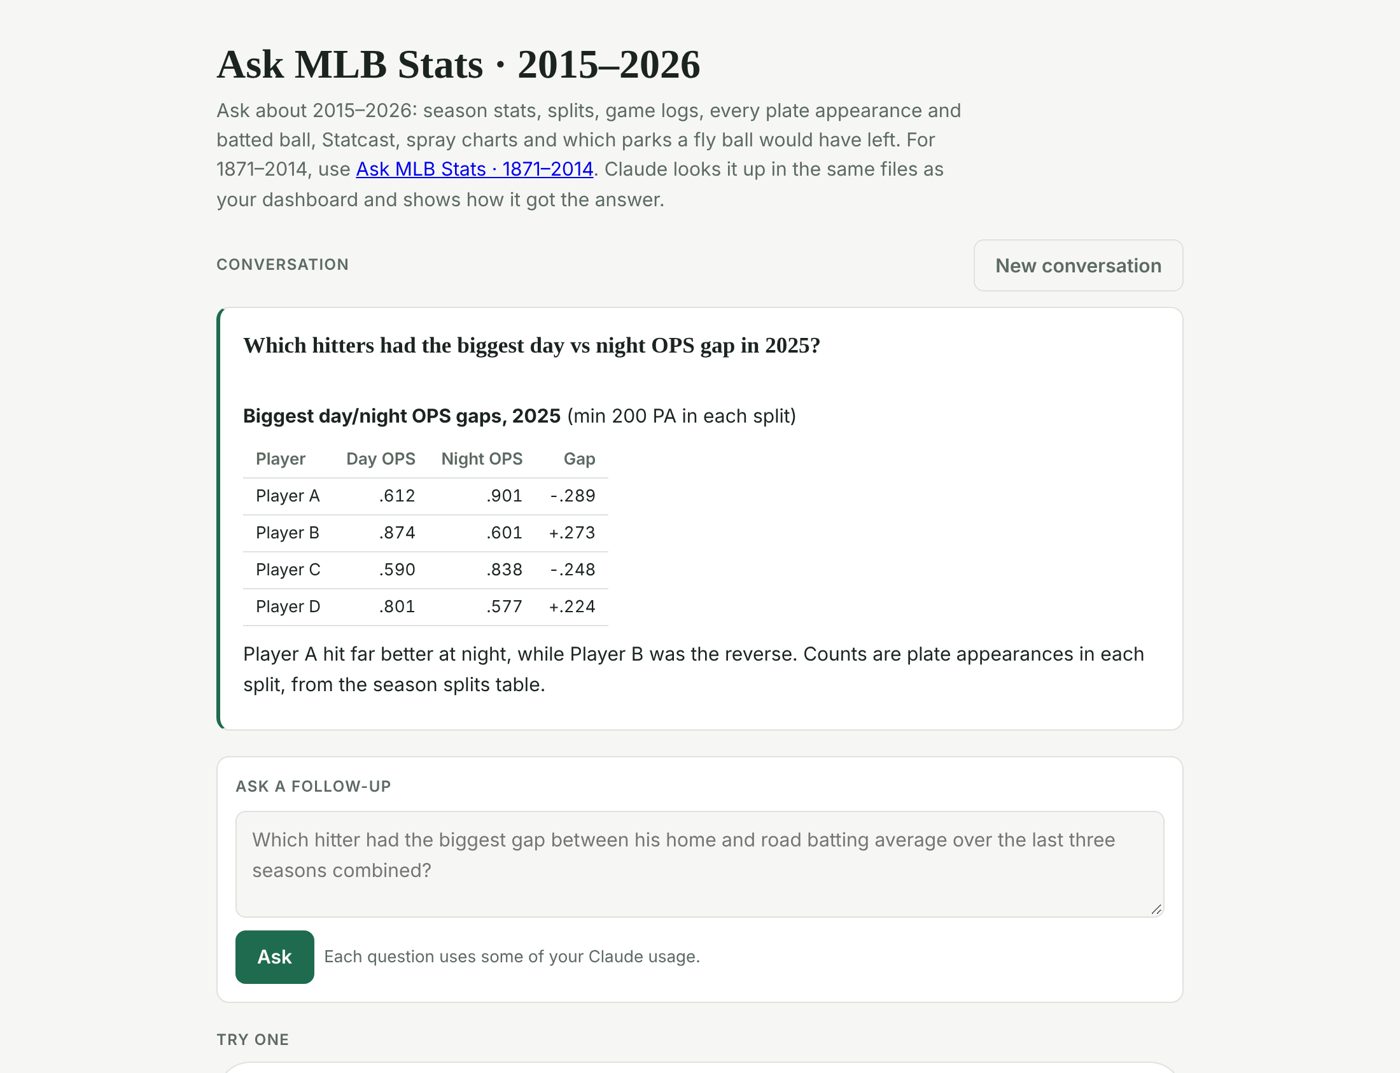 Ask MLB Stats · 2015–2026
Ask about 2015–2026: season stats, splits, game logs, every plate appearance and
batted ball, Statcast, spray charts and which parks a fly ball would have left. For
1871–2014, use Ask MLB Stats · 1871–2014. Claude looks it up in the same files as
your dashboard and shows how it got the answer.
CONVERSATION
New conversation
Which hitters had the biggest day vs night OPS gap in 2025?
Biggest day/night OPS gaps, 2025 (min 200 PA in each split)
Player Day OPS Night OPS Gap
Player A .612 .901 -.289
Player B .874 .601 +.273
Player C .590 .838 -.248
Player D .801 .577 +.224
Player A hit far better at night, while Player B was the reverse. Counts are plate appearances in each
split, from the season splits table.
ASK A FOLLOW-UP
Which hitter had the biggest gap between his home and road batting average over the last three
seasons combined?
Ask
Each question uses some of your Claude usage.
TRY ONE